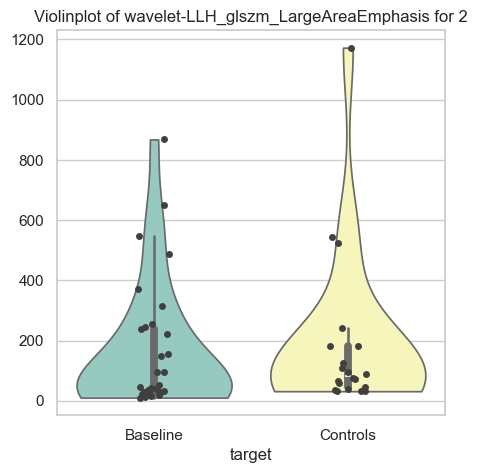 Violinplot of wavelet-LLH_glszm_LargeAreaEmphasis for 2
1200
1000
800
600
400
200
0
Baseline
Controls
target